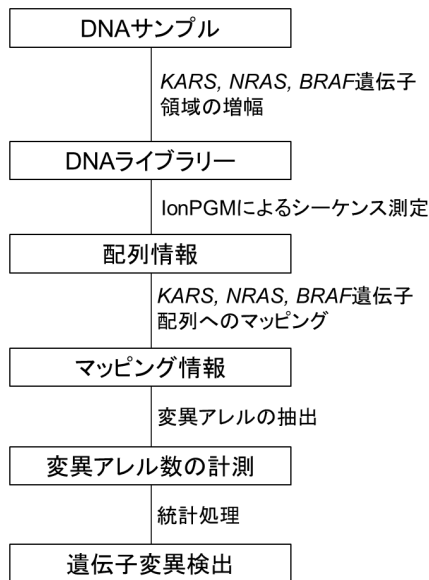 DNAサンプル
KARS, NRAS, BRAF遺伝子
領域の増幅
DNAライブラリー
IonPGMによるシーケンス測定
配列情報
KARS, NRAS, BRAF遺伝子
配列へのマッピング
マッピング情報
変異アレルの抽出
変異アレル数の計測
統計処理
遺伝子変異検出